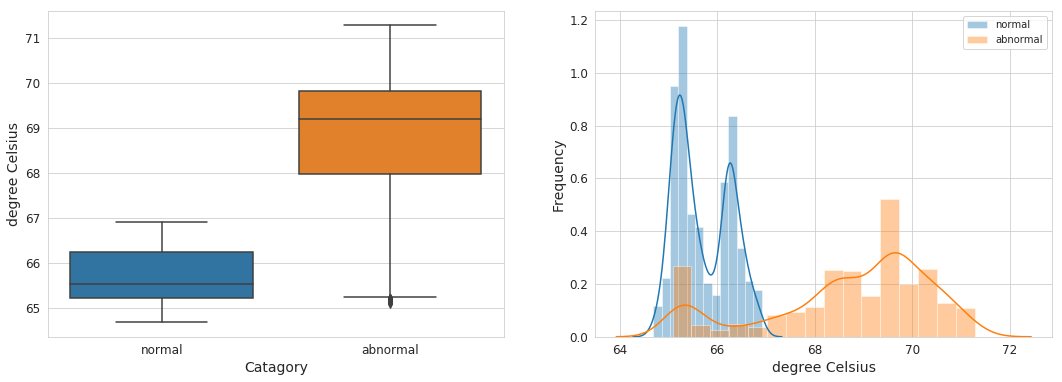 degree Celsius
71
70
69
68
67
66
65
normal
abnormal
Catagory
Frequency
1.2
1.0
0.8
0.6
0.4
0.2
0.0
64
66
68
70
72
degree Celsius
normal
abnormal